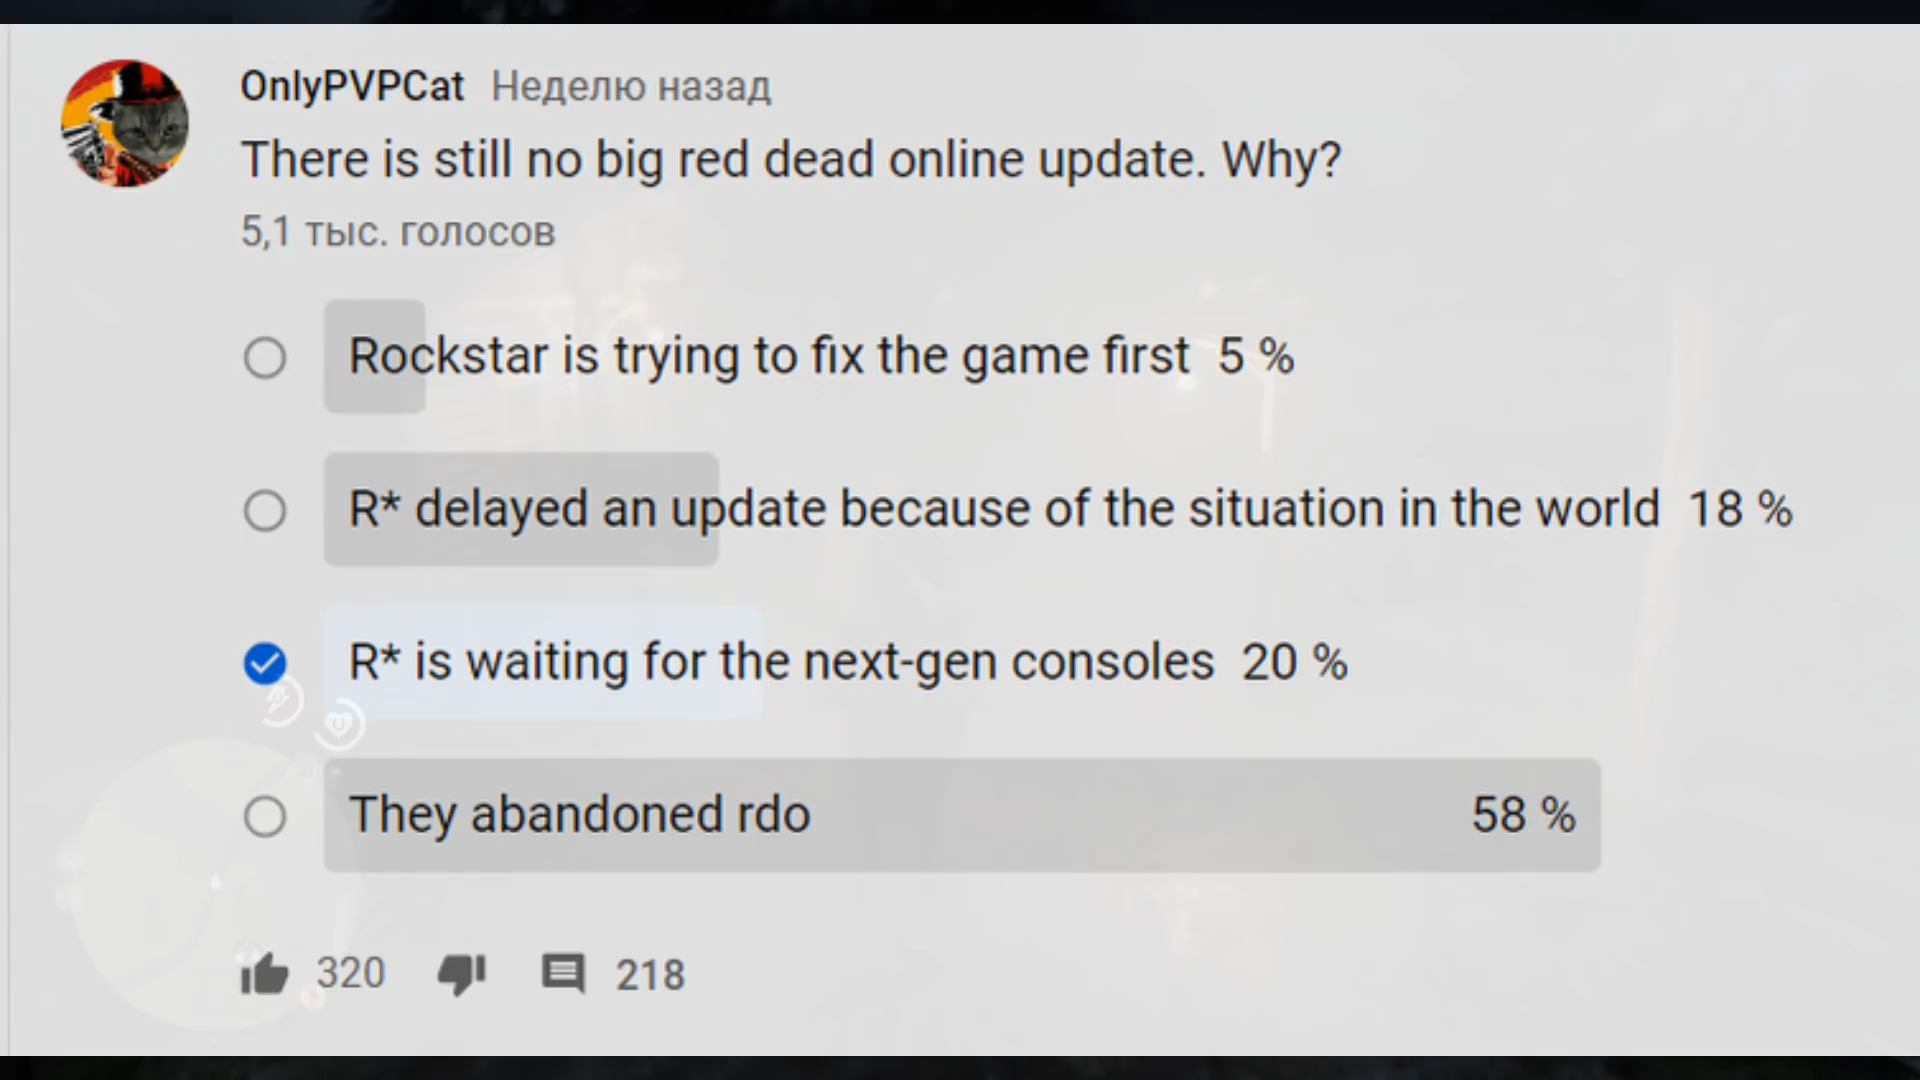 OnlyPVPCat Неделю назад
There is still no big red dead online update. Why?
5,1 тыс. голосов
Rockstar is trying to fix the game first 5 %
R* delayed an update because of the situation in the world 18 %
R* is waiting for the next-gen consoles 20 %
They abandoned rdo 58 %
320 218